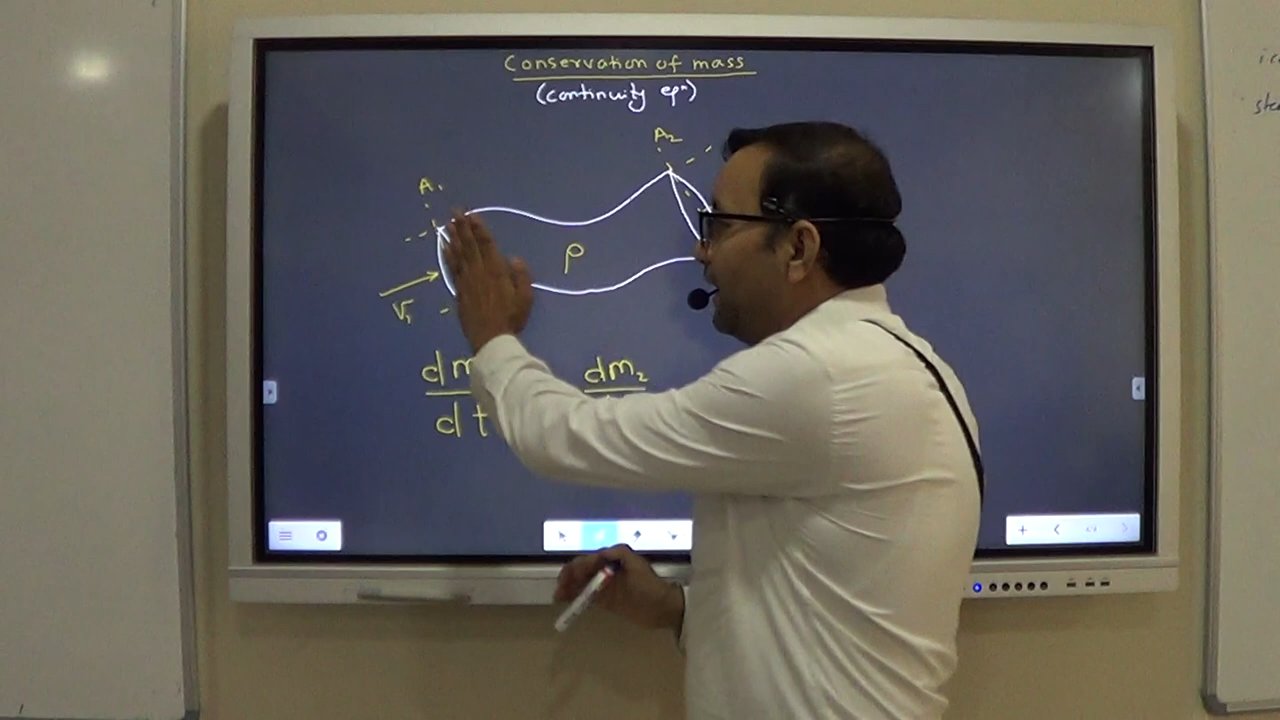 Conservation of mass
(continuity eqⁿ)
A₂
A₁
ρ
V₁
dm dm₂
dt